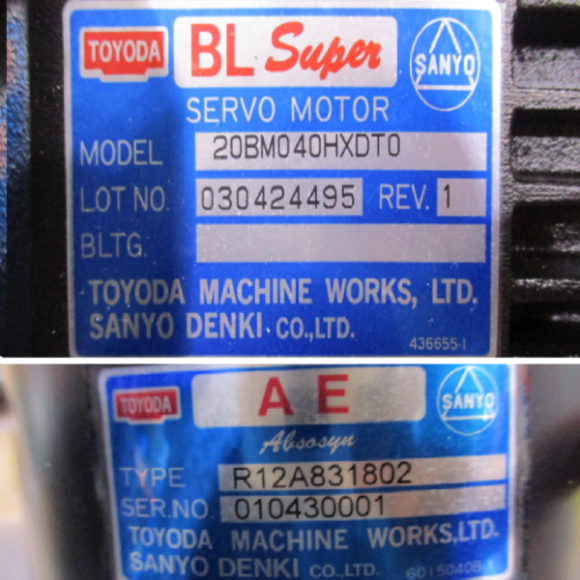 TOYODA BL Super SANYO
SERVO MOTOR
MODEL 20BM040HXDT0
LOT NO. 030424495 REV. 1
BLTG.
TOYODA MACHINE WORKS, LTD.
SANYO DENKI CO.,LTD.
436655-1
TOYODA AE SANYO
Absosyn
TYPE R12A831802
SER.NO. 010430001
TOYODA MACHINE WORKS,LTD.
SANYO DENKI CO.,LTD.